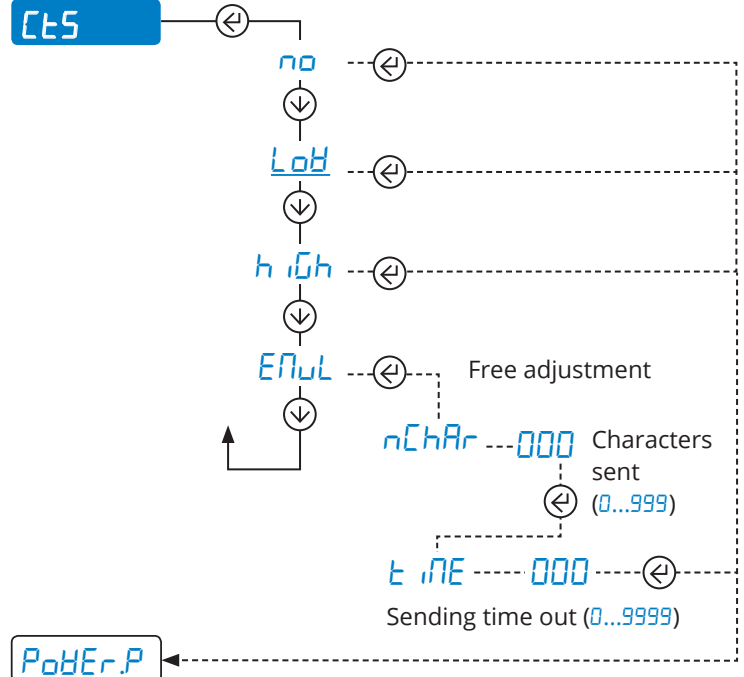 CtS
no
LoW
hiGh
EMuL
Free adjustment
nChAr 000 Characters
sent
(0...999)
tiME 000
Sending time out (0...9999)
PoWEr.P